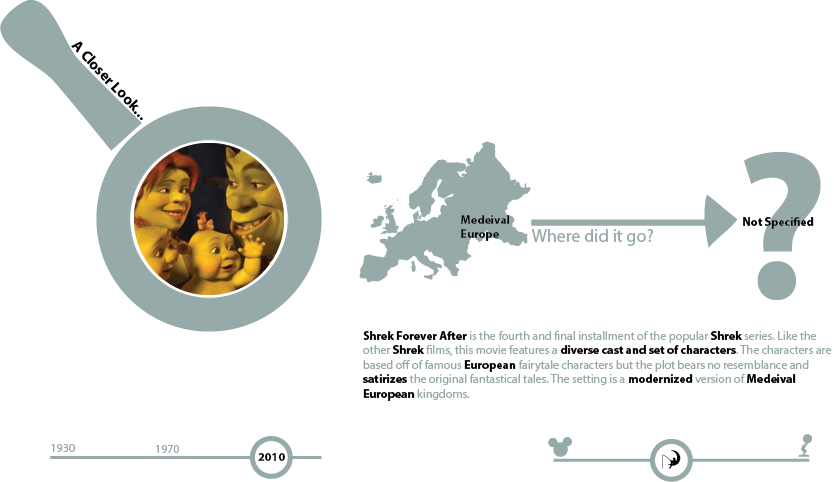 A Closer Look...
Medeival
Europe
Where did it go?
Not Specified
Shrek Forever After is the fourth and final installment of the popular Shrek series. Like the
other Shrek films, this movie features a diverse cast and set of characters. The characters are
based off of famous European fairytale characters but the plot bears no resemblance and
satirizes the original fantastical tales. The setting is a modernized version of Medeival
European kingdoms.
1930
1970
2010